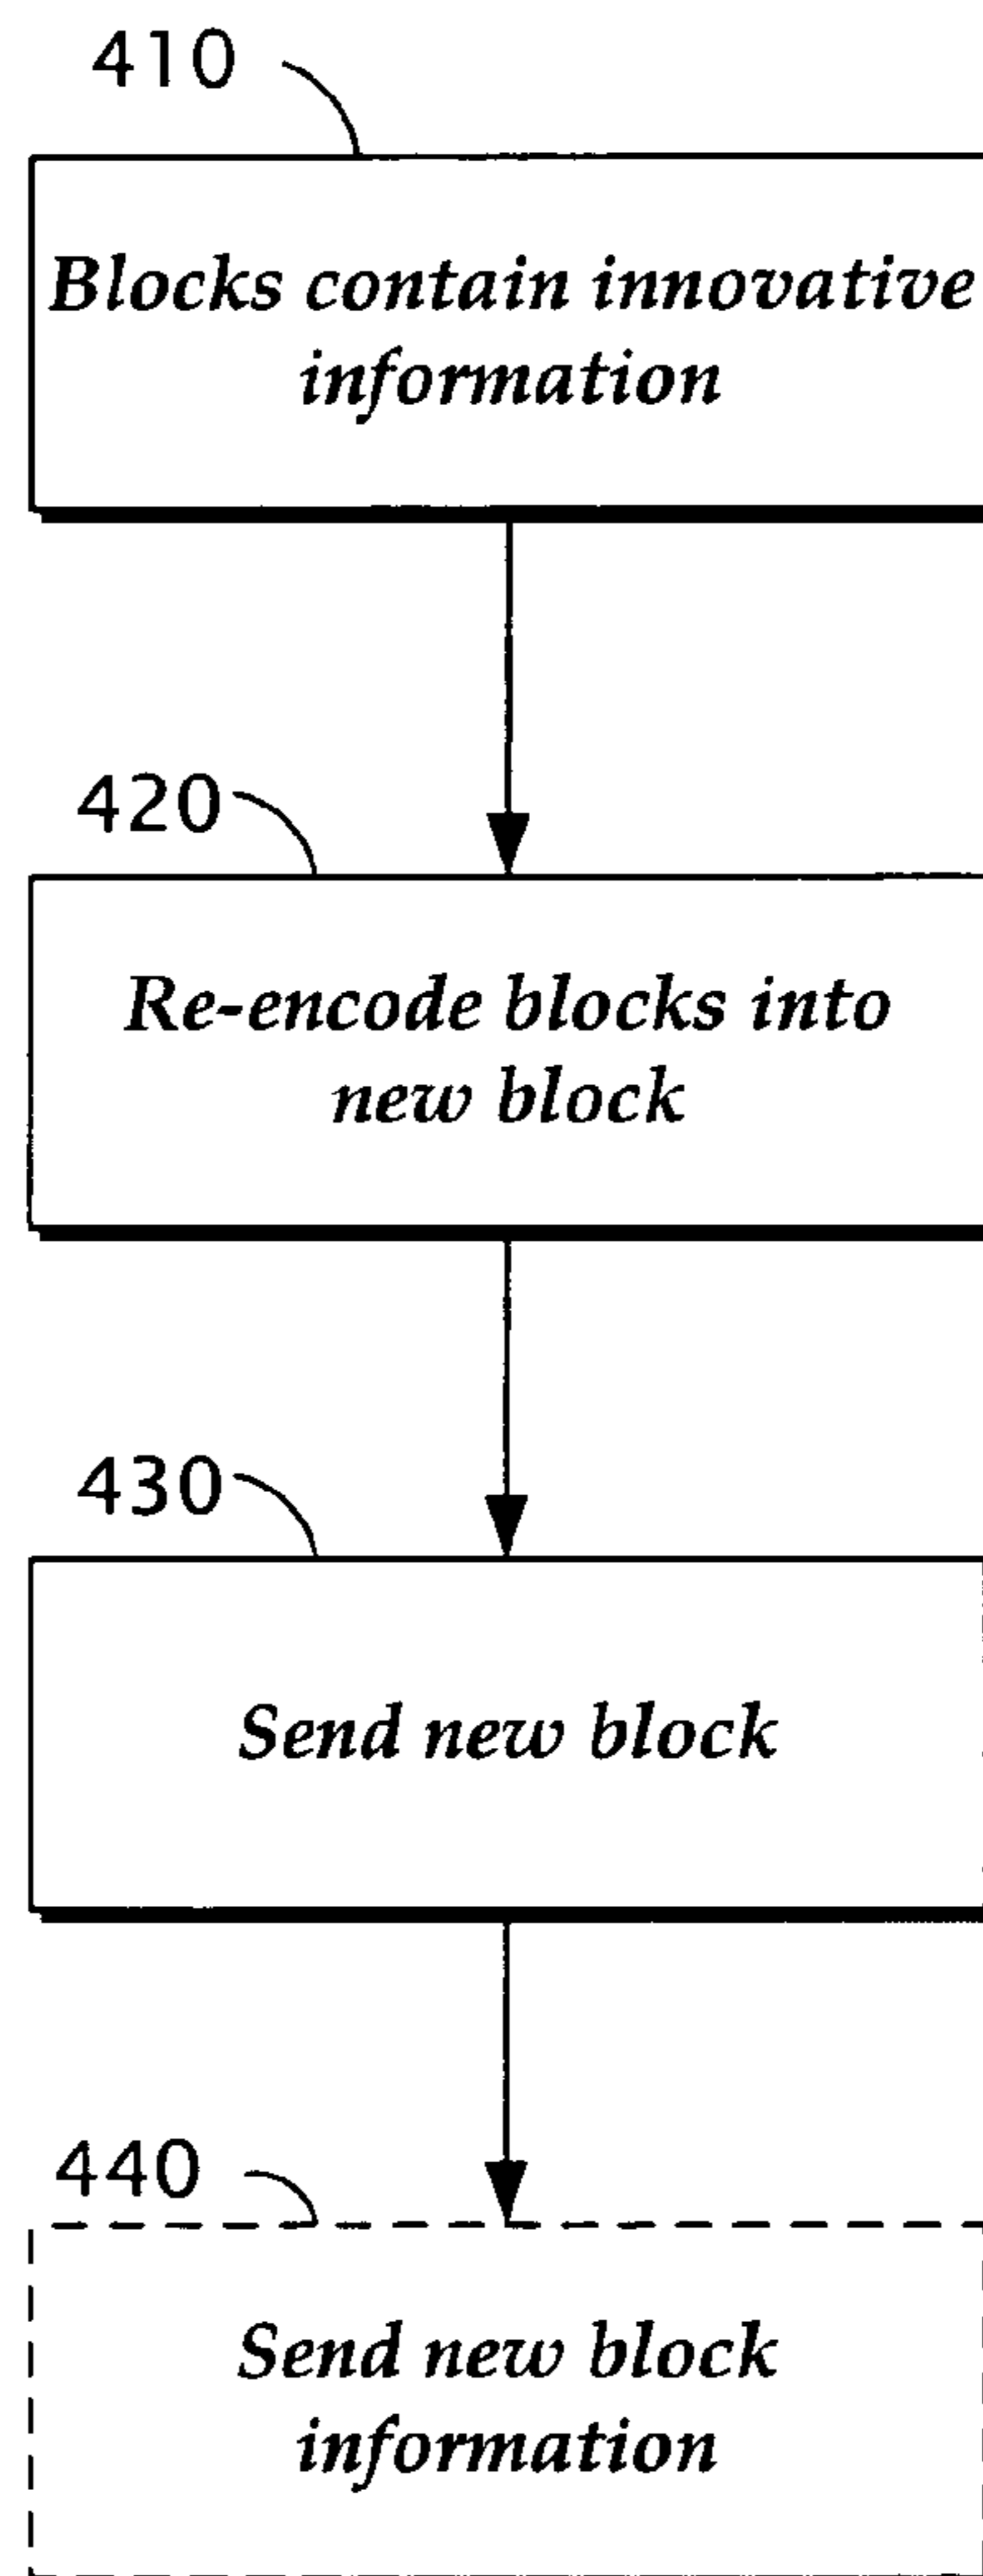 410
Blocks contain innovative
information
420
Re-encode blocks into
new block
430
Send new block
440
Send new block
information